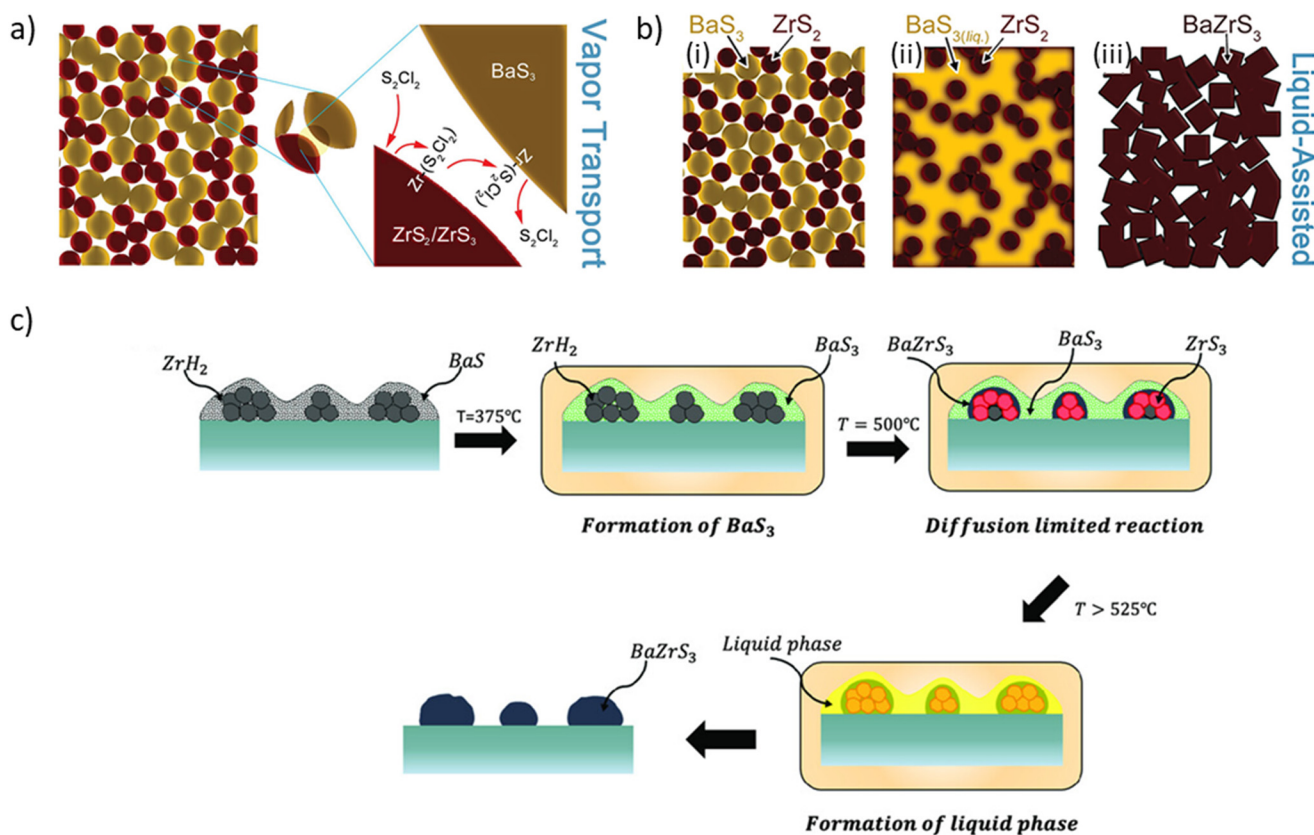 a)
S₂Cl₂
BaS₃
Zr(S₂Cl₂)
Zr(S₂Cl₂)₂
ZrS₂/ZrS₃
S₂Cl₂
Vapor Transport
b)
BaS₃ ZrS₂
(i)
BaS₃(liq.) ZrS₂
(ii)
BaZrS₃
(iii)
Liquid-Assisted
c)
ZrH₂
BaS
T=375°C
ZrH₂
BaS₃
Formation of BaS₃
T = 500°C
BaZrS₃
BaS₃
ZrS₃
Diffusion limited reaction
T > 525°C
Liquid phase
Formation of liquid phase
BaZrS₃